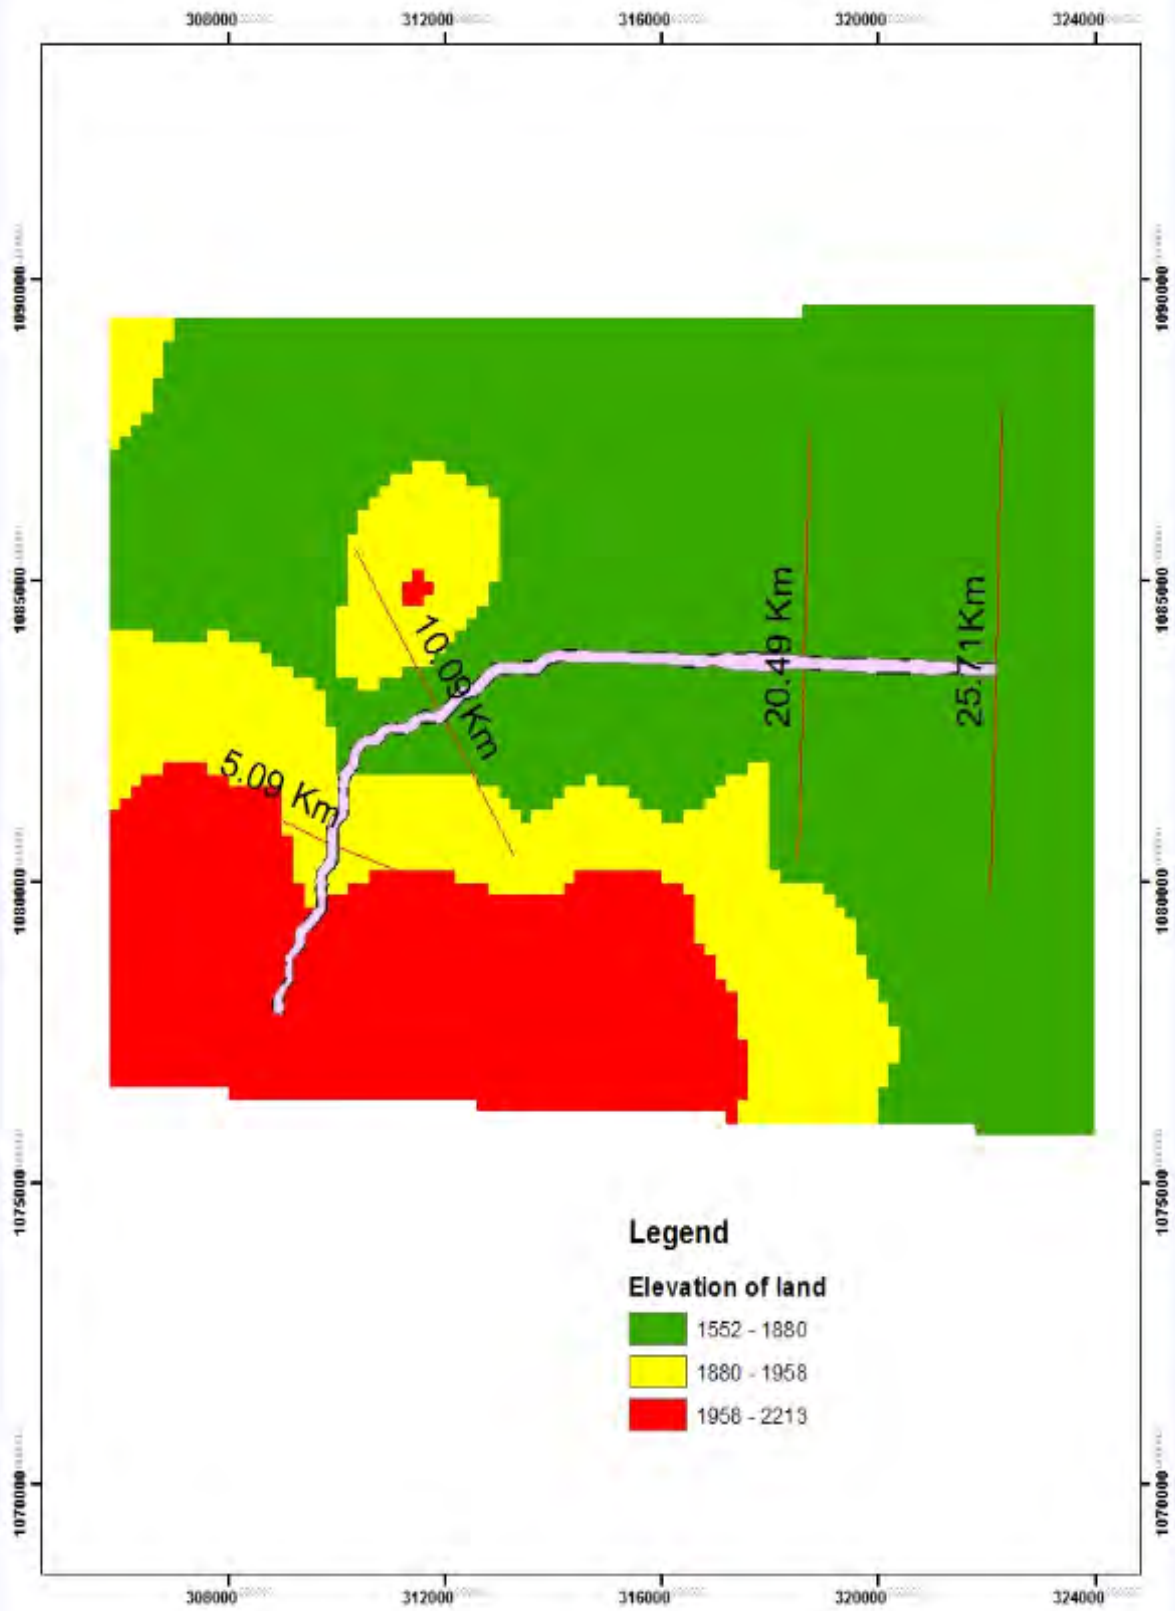 308000 312000 316000 320000 324000
1090000 1090000
1085000 1085000
10.09 Km
20.49 Km
25.71Km
5.09 Km
1080000 1080000
1075000 1075000
Legend
Elevation of land
1552 - 1880
1880 - 1958
1958 - 2213
1070000 1070000
308000 312000 316000 320000 324000